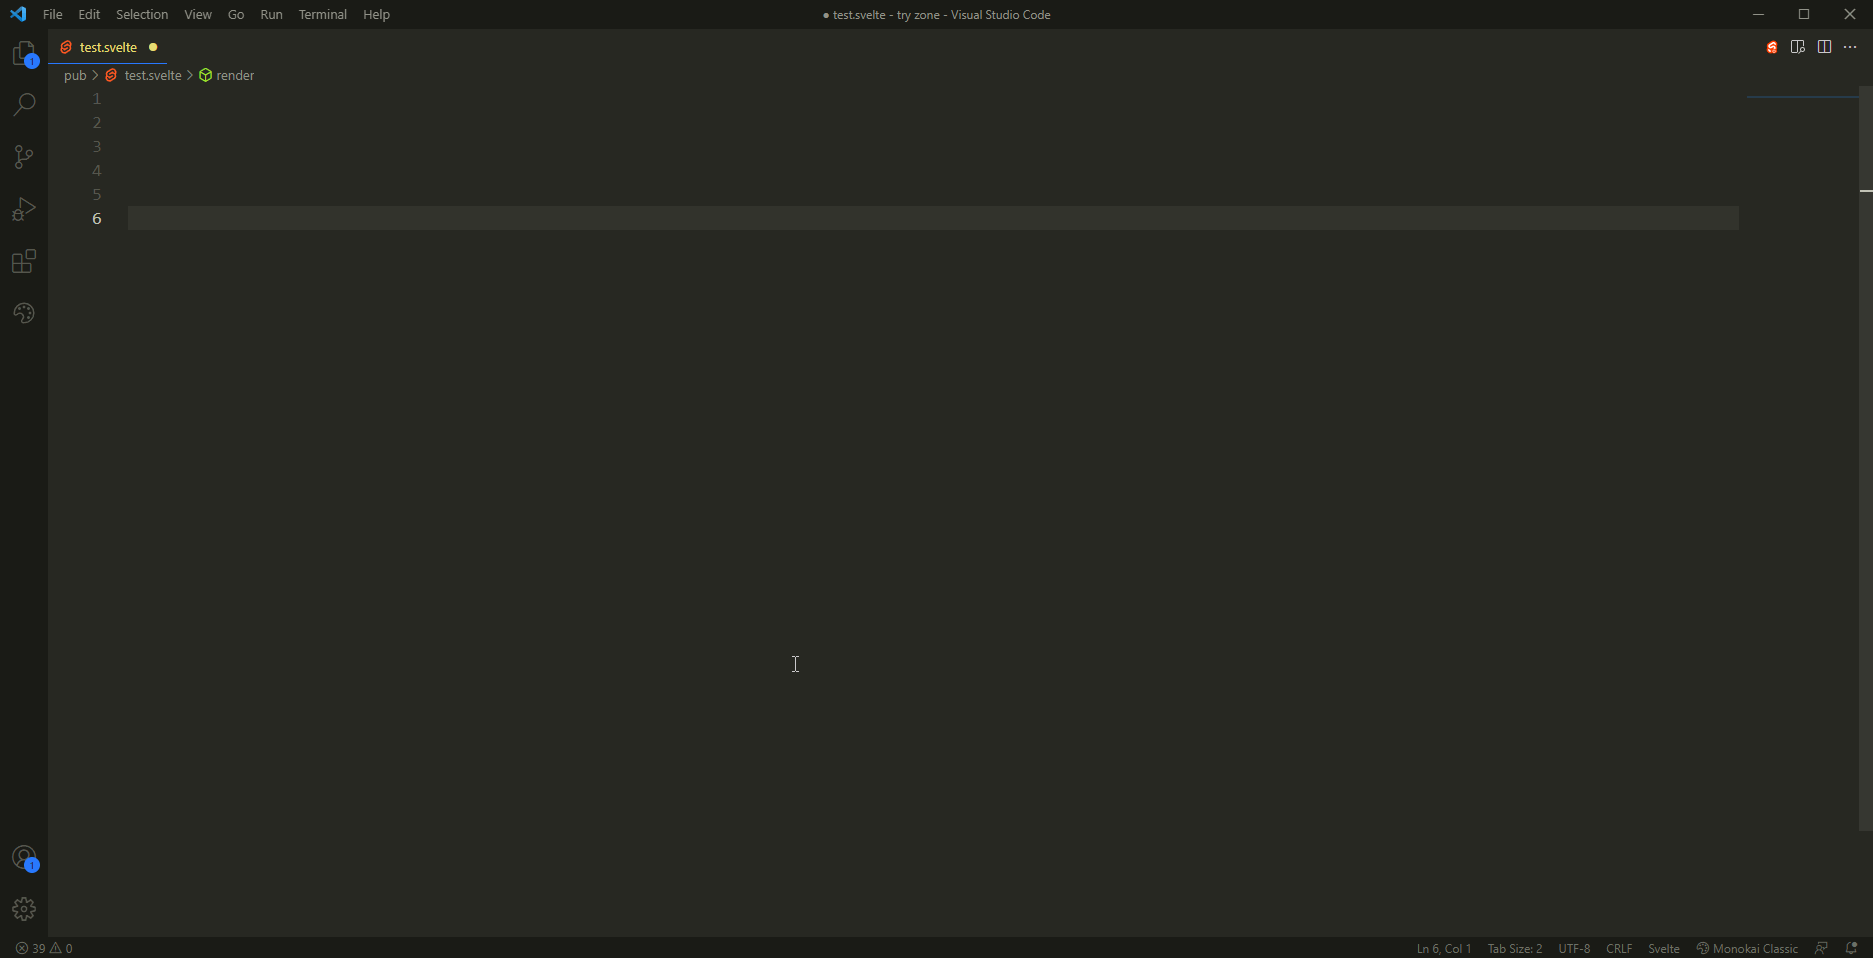 File Edit Selection View Go Run Terminal Help
● test.svelte - try zone - Visual Studio Code
test.svelte ●
1
pub > test.svelte > render
1
2
3
4
5
6
1
39 0
Ln 6, Col 1 Tab Size: 2 UTF-8 CRLF Svelte Monokai Classic